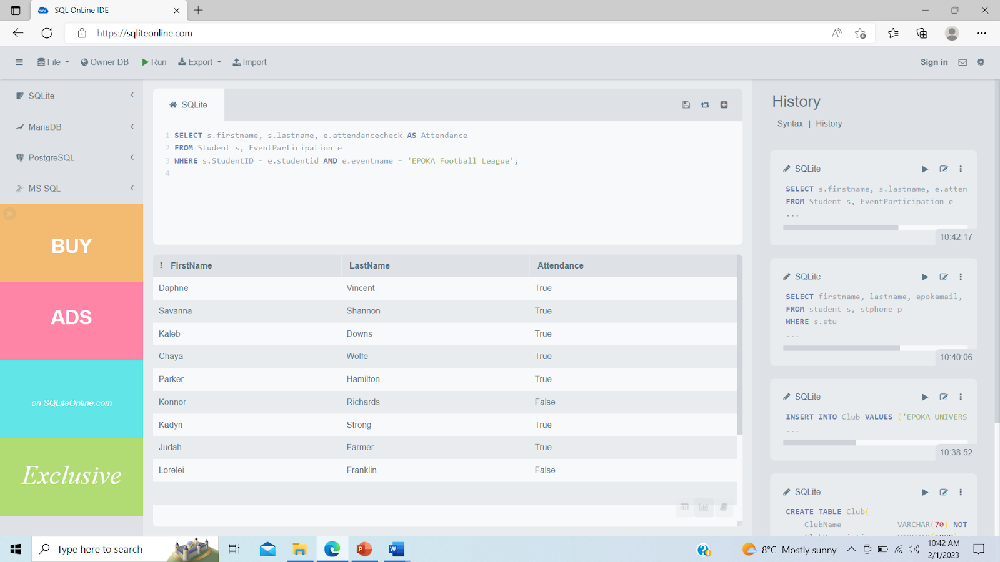 SQL OnLine IDE
https://sqliteonline.com
File
Owner DB
Run
Export
Import
Sign in
SQLite
MariaDB
PostgreSQL
MS SQL
BUY
ADS
on SQLiteOnline.com
Exclusive
SQLite
1 SELECT s.firstname, s.lastname, e.attendancecheck AS Attendance
2 FROM Student s, EventParticipation e
3 WHERE s.StudentID = e.studentid AND e.eventname = 'EPOKA Football League';
4
FirstName LastName Attendance
Daphne Vincent True
Savanna Shannon True
Kaleb Downs True
Chaya Wolfe True
Parker Hamilton True
Konnor Richards False
Kadyn Strong True
Judah Farmer True
Lorelei Franklin False
History
Syntax | History
SQLite
SELECT s.firstname, s.lastname, e.atten
FROM Student s, EventParticipation e
...
10:42:17
SQLite
SELECT firstname, lastname, epokamail,
FROM student s, stphone p
WHERE s.stu
...
10:40:06
SQLite
INSERT INTO Club VALUES ('EPOKA UNIVERS
...
10:38:52
SQLite
CREATE TABLE Club(
ClubName VARCHAR(70) NOT
Type here to search
8°C Mostly sunny
10:42 AM
2/1/2023